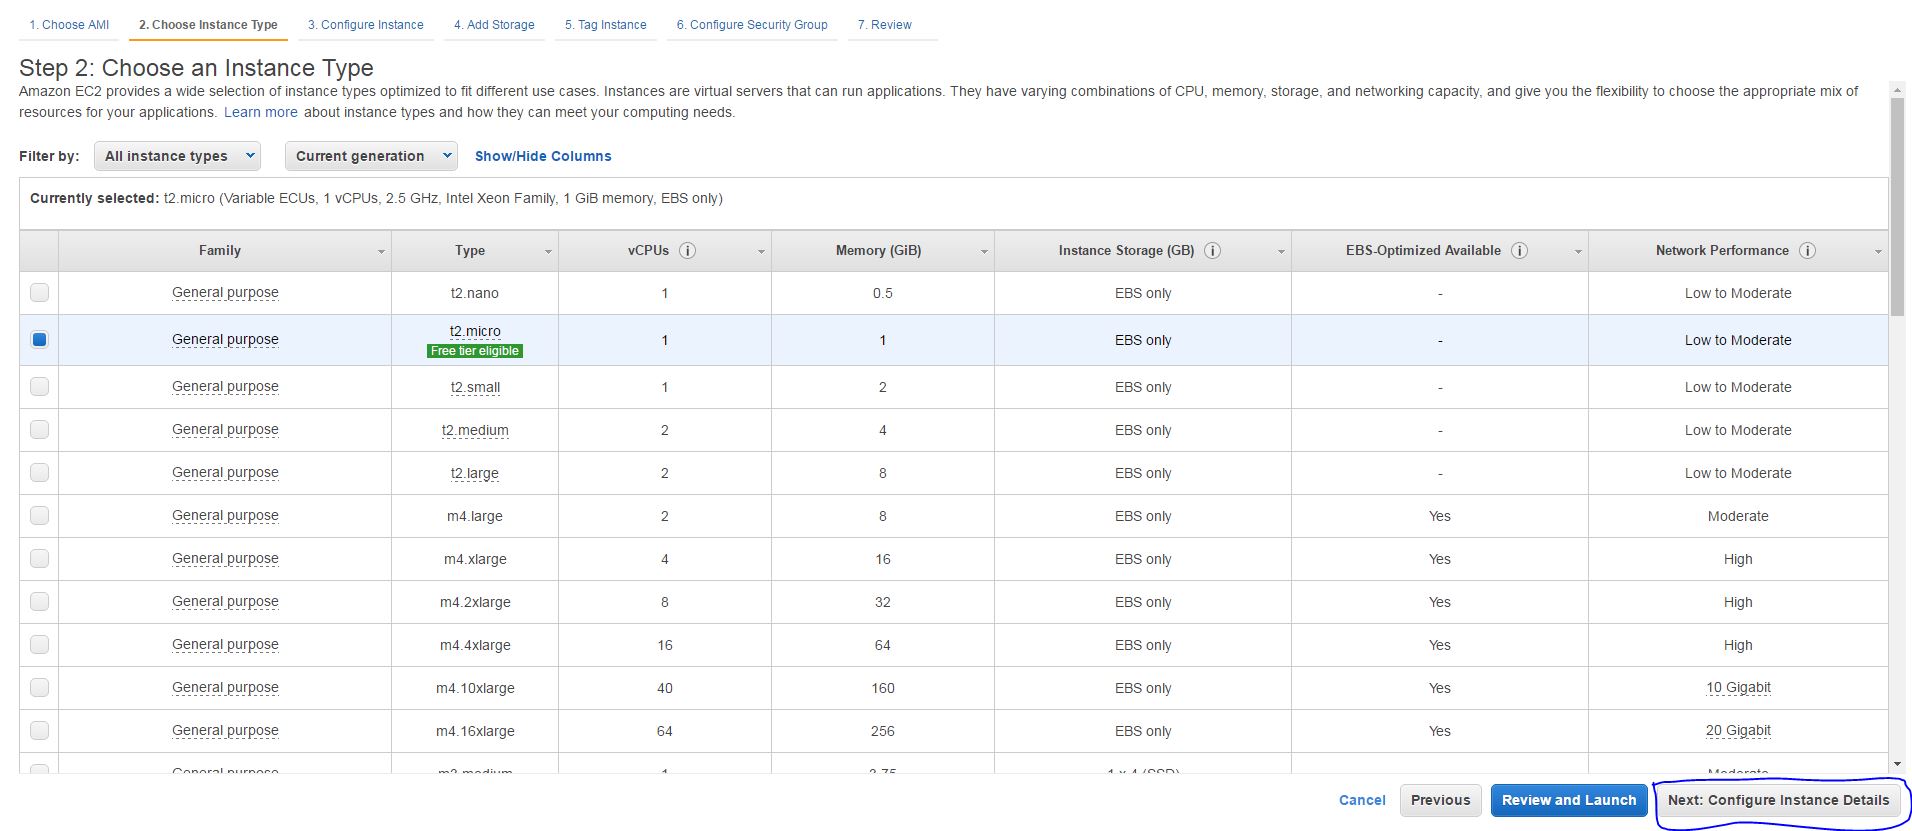 1. Choose AMI 2. Choose Instance Type 3. Configure Instance 4. Add Storage 5. Tag Instance 6. Configure Security Group 7. Review
Step 2: Choose an Instance Type
Amazon EC2 provides a wide selection of instance types optimized to fit different use cases. Instances are virtual servers that can run applications. They have varying combinations of CPU, memory, storage, and networking capacity, and give you the flexibility to choose the appropriate mix of
resources for your applications. Learn more about instance types and how they can meet your computing needs.
Filter by: All instance types Current generation Show/Hide Columns
Currently selected: t2.micro (Variable ECUs, 1 vCPUs, 2.5 GHz, Intel Xeon Family, 1 GiB memory, EBS only)
Family Type vCPUs Memory (GiB) Instance Storage (GB) EBS-Optimized Available Network Performance
General purpose t2.nano 1 0.5 EBS only - Low to Moderate
General purpose t2.micro 1 1 EBS only - Low to Moderate
Free tier eligible
General purpose t2.small 1 2 EBS only - Low to Moderate
General purpose t2.medium 2 4 EBS only - Low to Moderate
General purpose t2.large 2 8 EBS only - Low to Moderate
General purpose m4.large 2 8 EBS only Yes Moderate
General purpose m4.xlarge 4 16 EBS only Yes High
General purpose m4.2xlarge 8 32 EBS only Yes High
General purpose m4.4xlarge 16 64 EBS only Yes High
General purpose m4.10xlarge 40 160 EBS only Yes 10 Gigabit
General purpose m4.16xlarge 64 256 EBS only Yes 20 Gigabit
General purpose m3.medium 1 3.75 1 x 4 (SSD) Moderate
Cancel Previous Review and Launch Next: Configure Instance Details